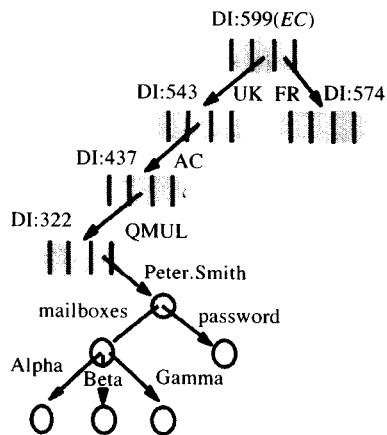 DI:599(EC)
DI:543 UK FR DI:574
DI:437 AC
DI:322 QMUL
Peter.Smith
mailboxes password
Alpha Beta Gamma